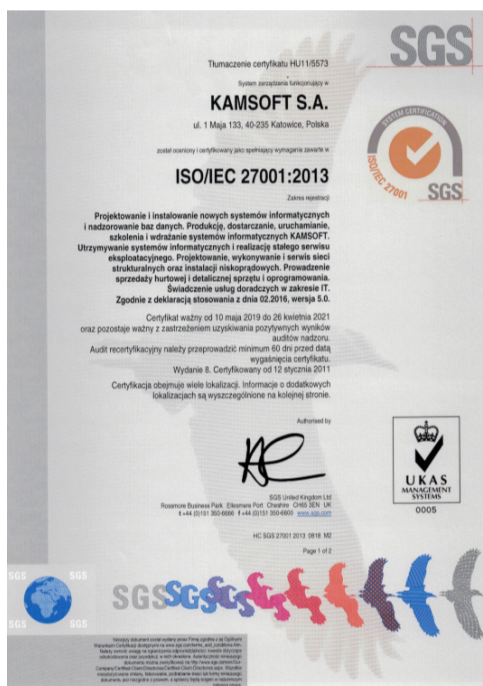 SGS
Tłumaczenie certyfikatu HU11/5573
System zarządzania funkcjonujący w
KAMSOFT S.A.
ul. 1 Maja 133, 40-235 Katowice, Polska
został oceniony i certyfikowany jako spełniający wymagania zawarte w
ISO/IEC 27001:2013
SYSTEM CERTIFICATION
ISO/IEC 27001
SGS
Zakres rejestracji
Projektowanie i instalowanie nowych systemów informatycznych
i nadzorowanie baz danych. Produkcję, dostarczanie, uruchamianie,
szkolenia i wdrażanie systemów informatycznych KAMSOFT.
Utrzymywanie systemów informatycznych i realizację stałego serwisu
eksploatacyjnego. Projektowanie, wykonywanie i serwis sieci
strukturalnych oraz instalacji niskoprądowych. Prowadzenie
sprzedaży hurtowej i detalicznej sprzętu i oprogramowania.
Świadczenie usług doradczych w zakresie IT.
Zgodnie z deklaracją stosowania z dnia 02.2016, wersja 5.0.
Certyfikat ważny od 10 maja 2019 do 26 kwietnia 2021
oraz pozostaje ważny z zastrzeżeniem uzyskiwania pozytywnych wyników
auditów nadzoru.
Audit recertyfikacyjny należy przeprowadzić minimum 60 dni przed datą
wygaśnięcia certyfikatu.
Wydanie 8. Certyfikowany od 12 stycznia 2011
Certyfikacja obejmuje wiele lokalizacji. Informacje o dodatkowych
lokalizacjach są wyszczególnione na kolejnej stronie.
Authorised by
SGS United Kingdom Ltd
Rossmore Business Park Ellesmere Port Cheshire CH65 3EN UK
t +44 (0)151 350-6666 f +44 (0)151 350-6600 www.sgs.com
HC SGS 27001 2013 0818 M2
Page 1 of 2
UKAS
MANAGEMENT
SYSTEMS
0005
SGS SGS
SGS SGS
SGS SGS SGS SGS